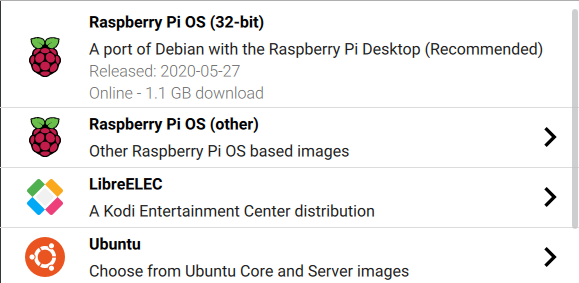 Raspberry Pi OS (32-bit)
A port of Debian with the Raspberry Pi Desktop (Recommended)
Released: 2020-05-27
Online - 1.1 GB download
Raspberry Pi OS (other)
Other Raspberry Pi OS based images
LibreELEC
A Kodi Entertainment Center distribution
Ubuntu
Choose from Ubuntu Core and Server images